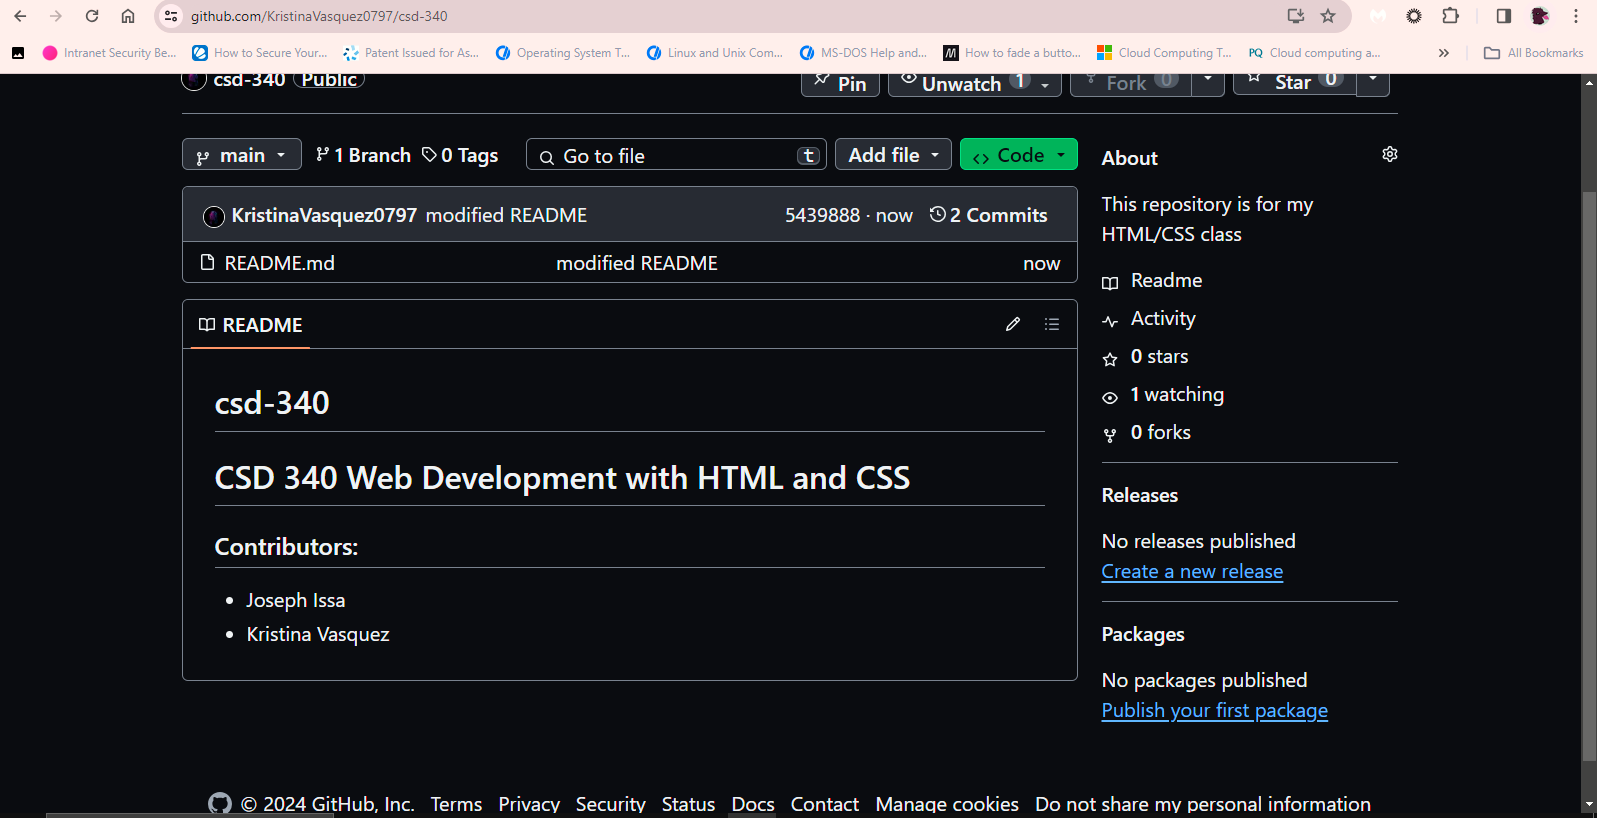 github.com/KristinaVasquez0797/csd-340
Intranet Security Be... How to Secure Your... Patent Issued for As... Operating System T... Linux and Unix Com... MS-DOS Help and... How to fade a butto... Cloud Computing T... PQ Cloud computing a... » All Bookmarks
csd-340 Public Pin Unwatch 1 Fork 0 Star 0
main 1 Branch 0 Tags Go to file t Add file <> Code
KristinaVasquez0797 modified README 5439888 · now 2 Commits
README.md modified README now
README
csd-340
CSD 340 Web Development with HTML and CSS
Contributors:
• Joseph Issa
• Kristina Vasquez
About
This repository is for my
HTML/CSS class
Readme
Activity
0 stars
1 watching
0 forks
Releases
No releases published
Create a new release
Packages
No packages published
Publish your first package
© 2024 GitHub, Inc. Terms Privacy Security Status Docs Contact Manage cookies Do not share my personal information